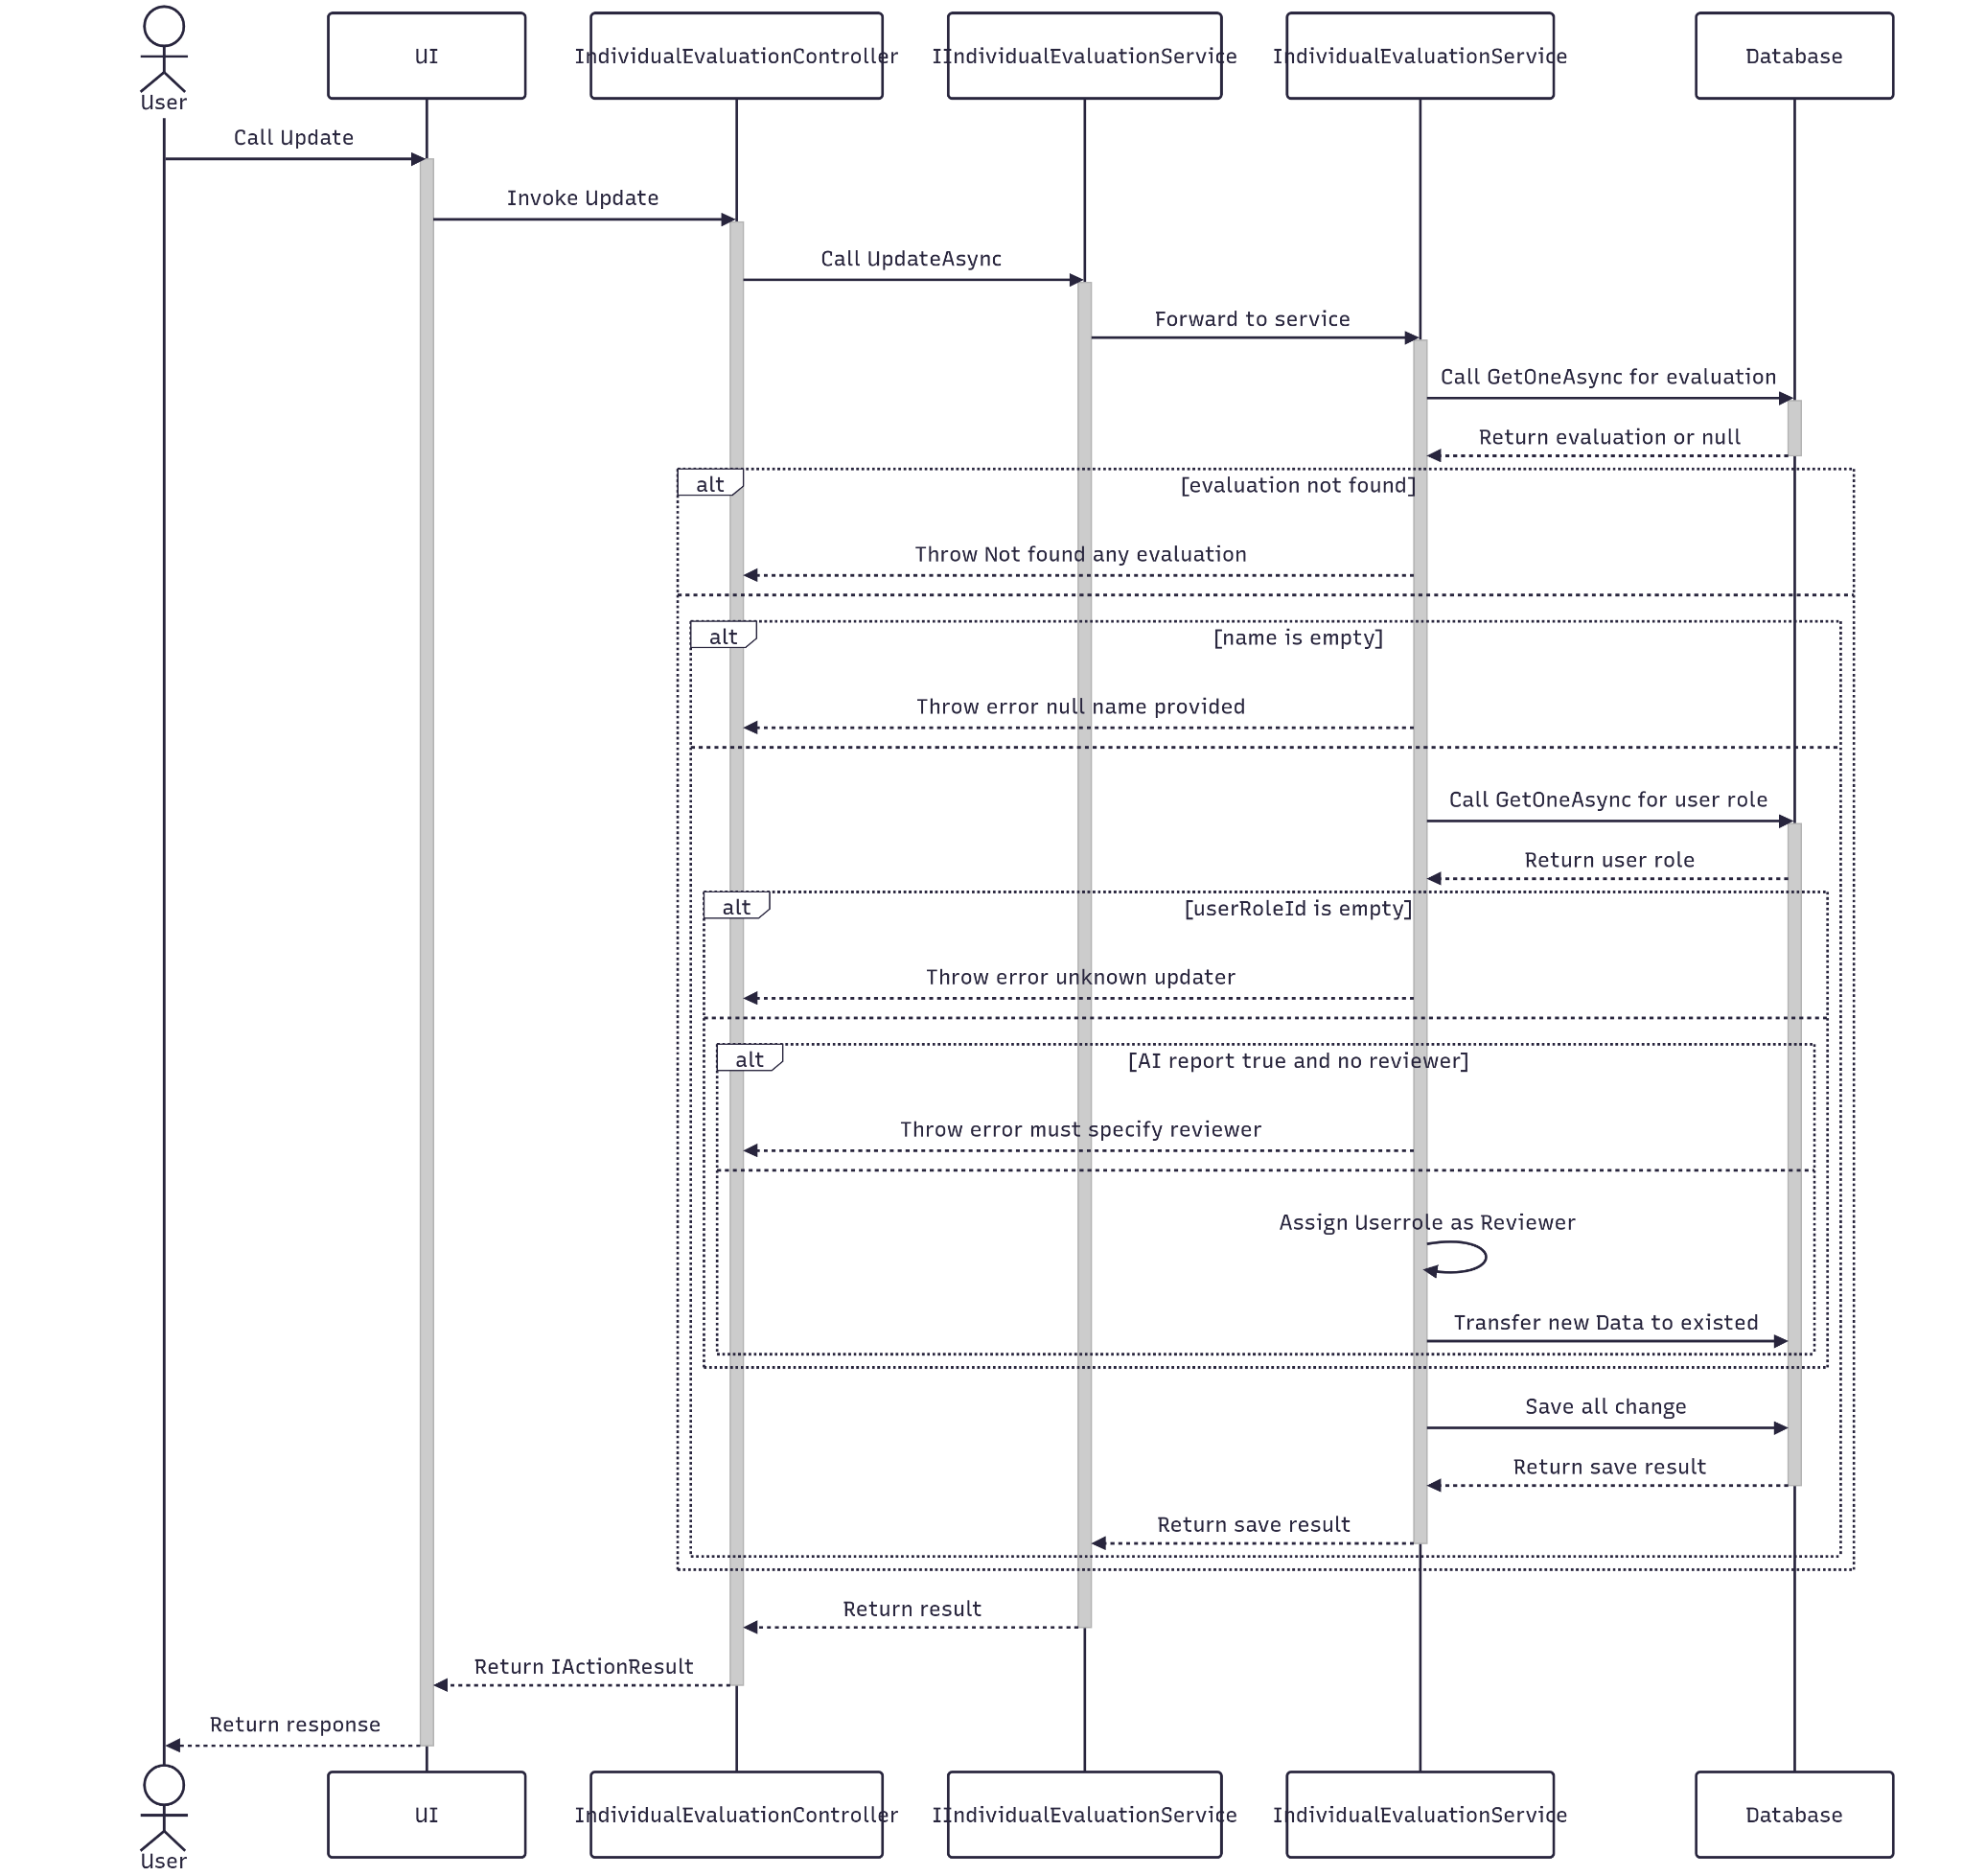 User
UI
IndividualEvaluationController
IIndividualEvaluationService
IndividualEvaluationService
Database
Call Update
Invoke Update
Call UpdateAsync
Forward to service
Call GetOneAsync for evaluation
Return evaluation or null
alt
[evaluation not found]
Throw Not found any evaluation
alt
[name is empty]
Throw error null name provided
Call GetOneAsync for user role
Return user role
alt
[userRoleId is empty]
Throw error unknown updater
alt
[AI report true and no reviewer]
Throw error must specify reviewer
Assign Userrole as Reviewer
Transfer new Data to existed
Save all change
Return save result
Return save result
Return result
Return IActionResult
Return response
User
UI
IndividualEvaluationController
IIndividualEvaluationService
IndividualEvaluationService
Database